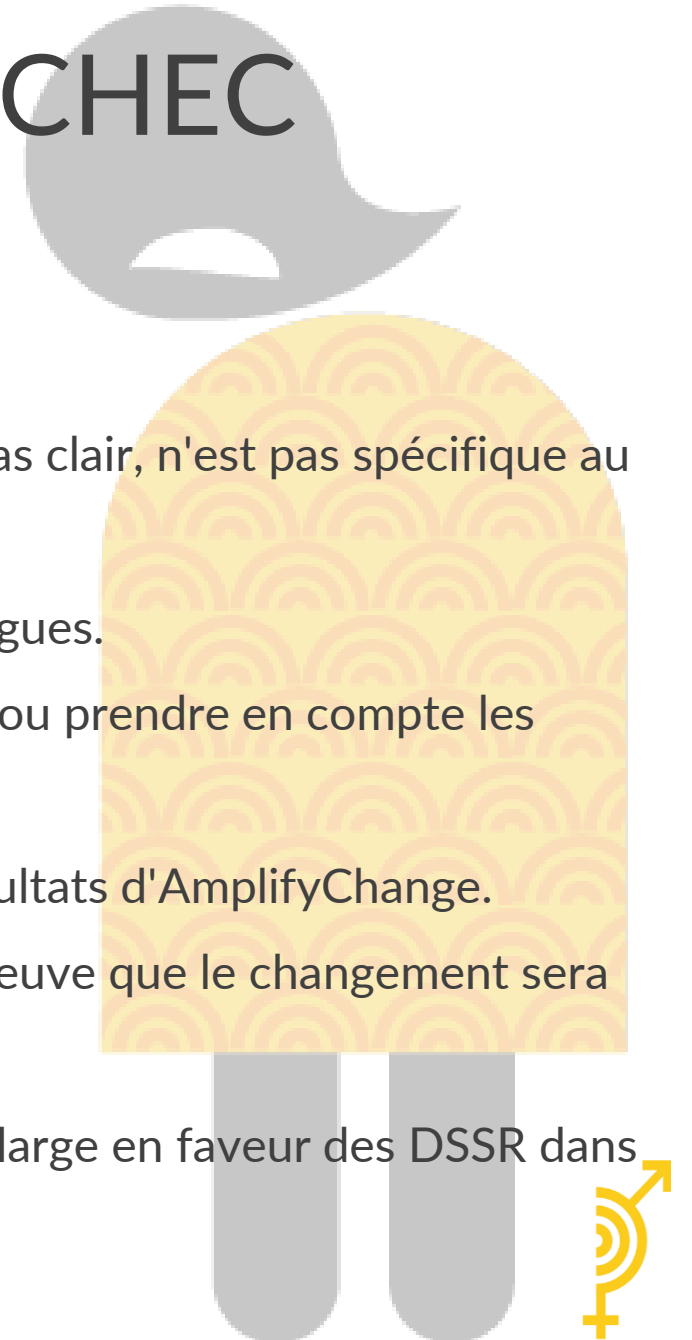 CHEC
as clair, n'est pas spécifique au
gues.
ou prendre en compte les
ultats d'AmplifyChange.
euve que le changement sera
large en faveur des DSSR dans